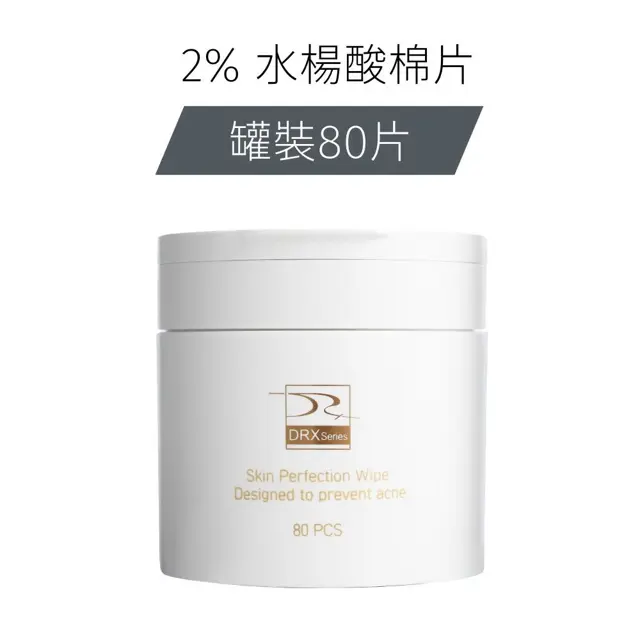 2% 水楊酸棉片
罐裝80片
DRX Series
Skin Perfection Wipe
Designed to prevent acne
80 PCS